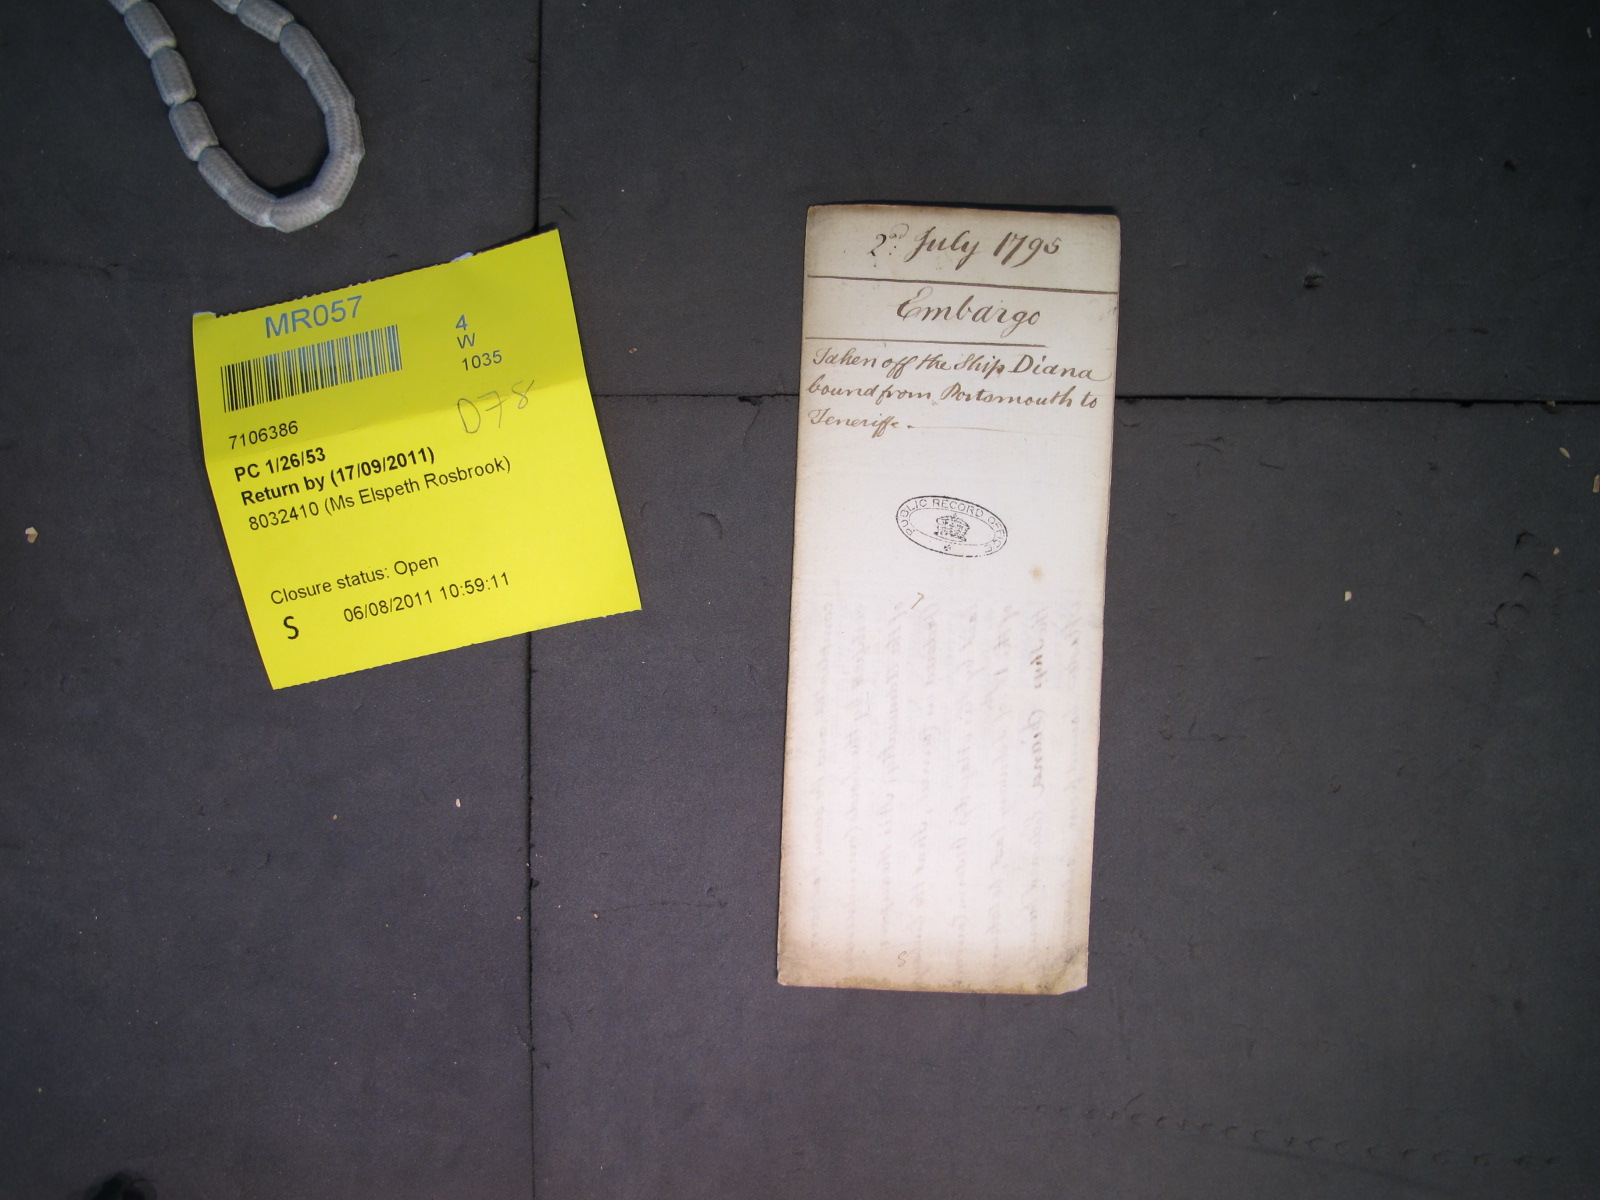 MR057
4
W
1035
D78
7106386
PC 1/26/53
Return by (17/09/2011)
8032410 (Ms Elspeth Rosbrook)
Closure status: Open
S 06/08/2011 10:59:11
2d. July 1795
Embargo
Taken off the Ship Diana
bound from Portsmouth to
Teneriffe.
PUBLIC RECORD OFFICE
7
S